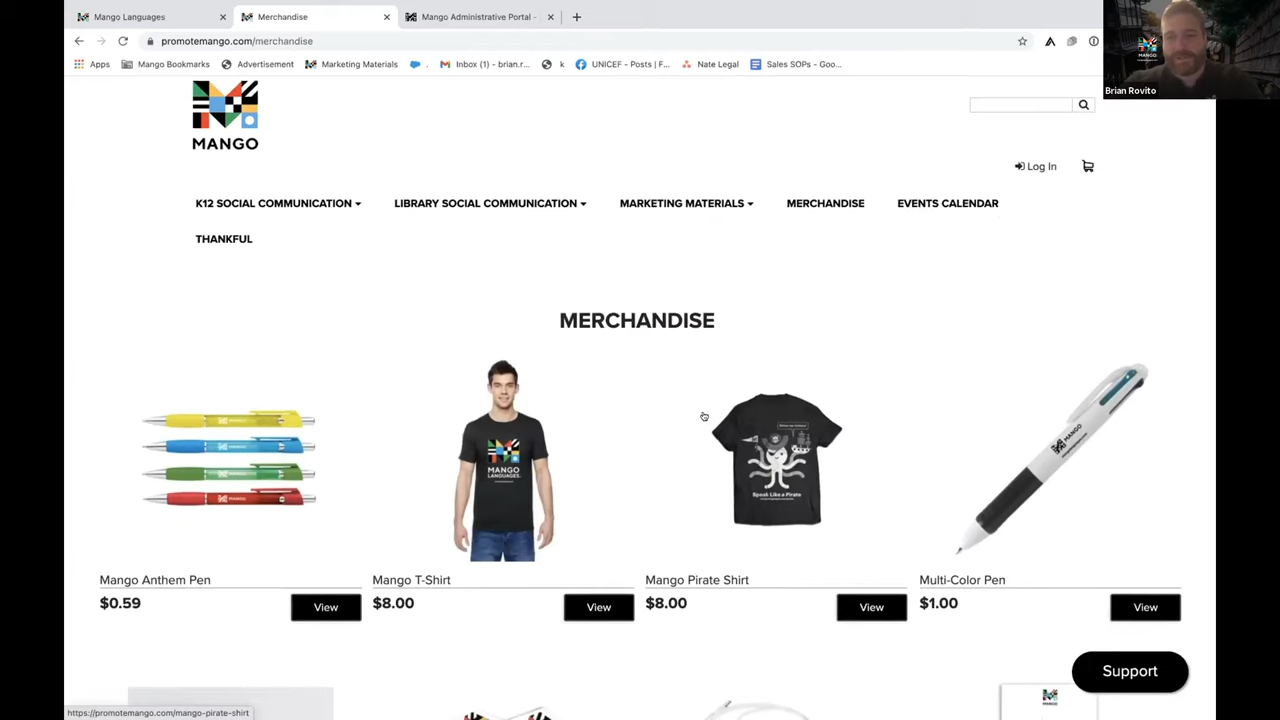 Mango Languages
Merchandise
Mango Administrative Portal -
promotemango.com/merchandise
Apps
Mango Bookmarks
Advertisement
Marketing Materials
.
Inbox (1) - brian.r...
k
UNICEF - Posts | F...
Nate Legal
Sales SOPs - Goo...
MANGO
Brian Rovito
MANGO
Log In
K12 SOCIAL COMMUNICATION
LIBRARY SOCIAL COMMUNICATION
MARKETING MATERIALS
MERCHANDISE
EVENTS CALENDAR
THANKFUL
MERCHANDISE
MANGO
LANGUAGES
Speak Like a Pirate
MANGO
Mango Anthem Pen
Mango T-Shirt
Mango Pirate Shirt
Multi-Color Pen
$0.59
View
$8.00
View
$8.00
View
$1.00
View
Support
MANGO
https://promotemango.com/mango-pirate-shirt